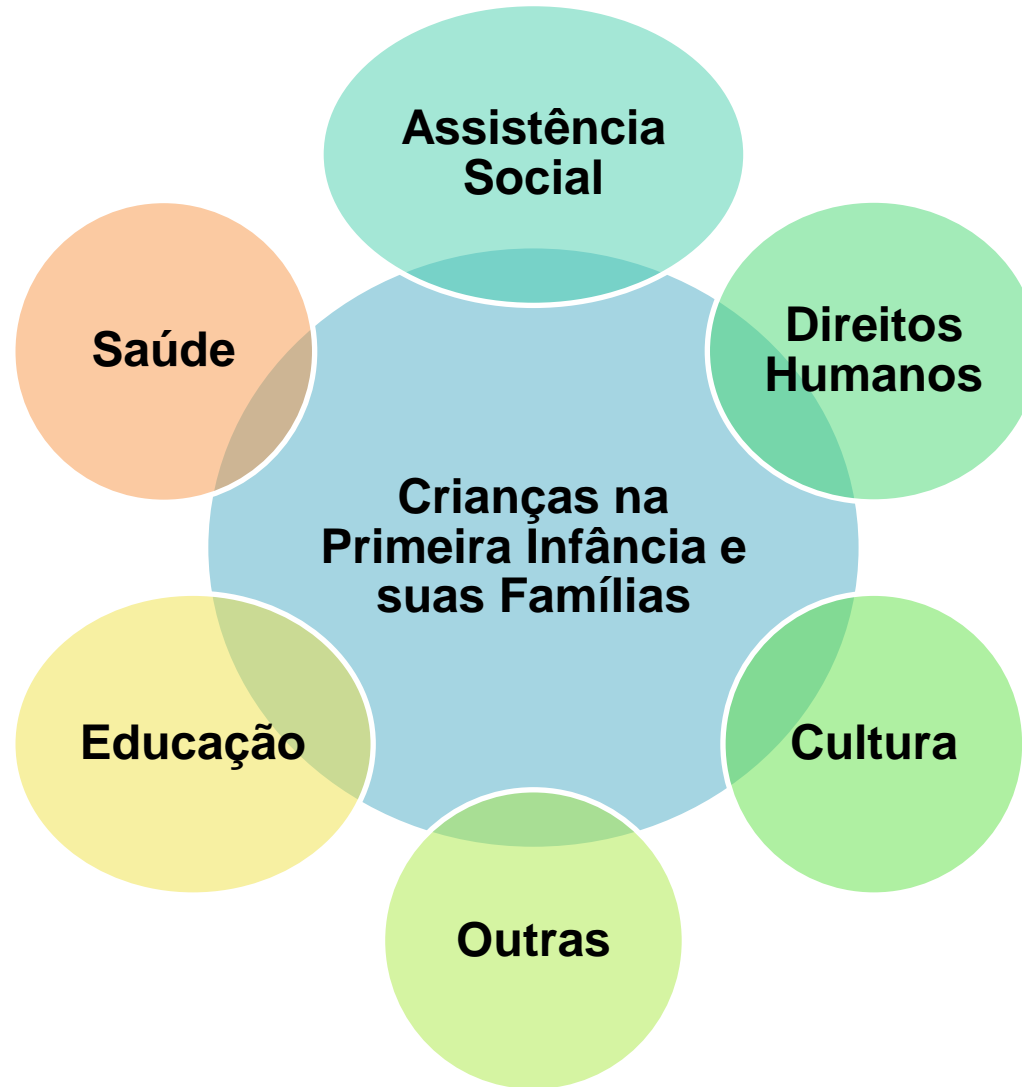 Assistência
Social
Direitos
Humanos
Saúde
Crianças na
Primeira Infância e
suas Famílias
Educação
Cultura
Outras